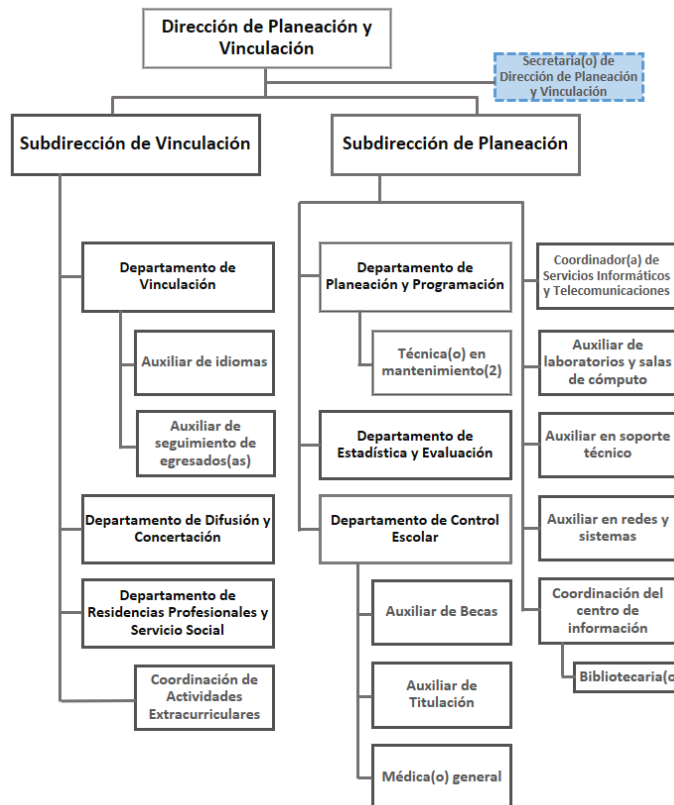 Dirección de Planeación y
Vinculación
Secretaria(o) de
Dirección de Planeación
y Vinculación
Subdirección de Vinculación
Subdirección de Planeación
Departamento de
Vinculación
Auxiliar de idiomas
Auxiliar de
seguimiento de
egresados(as)
Departamento de Difusión y
Concertación
Departamento de
Residencias Profesionales y
Servicio Social
Coordinación de
Actividades
Extracurriculares
Departamento de
Planeación y Programación
Técnica(o) en
mantenimiento(2)
Departamento de
Estadística y Evaluación
Departamento de Control
Escolar
Auxiliar de Becas
Auxiliar de
Titulación
Médica(o) general
Coordinador(a) de
Servicios Informáticos
y Telecomunicaciones
Auxiliar de
laboratorios y salas
de cómputo
Auxiliar en soporte
técnico
Auxiliar en redes y
sistemas
Coordinación del
centro de
información
Bibliotecaria(o